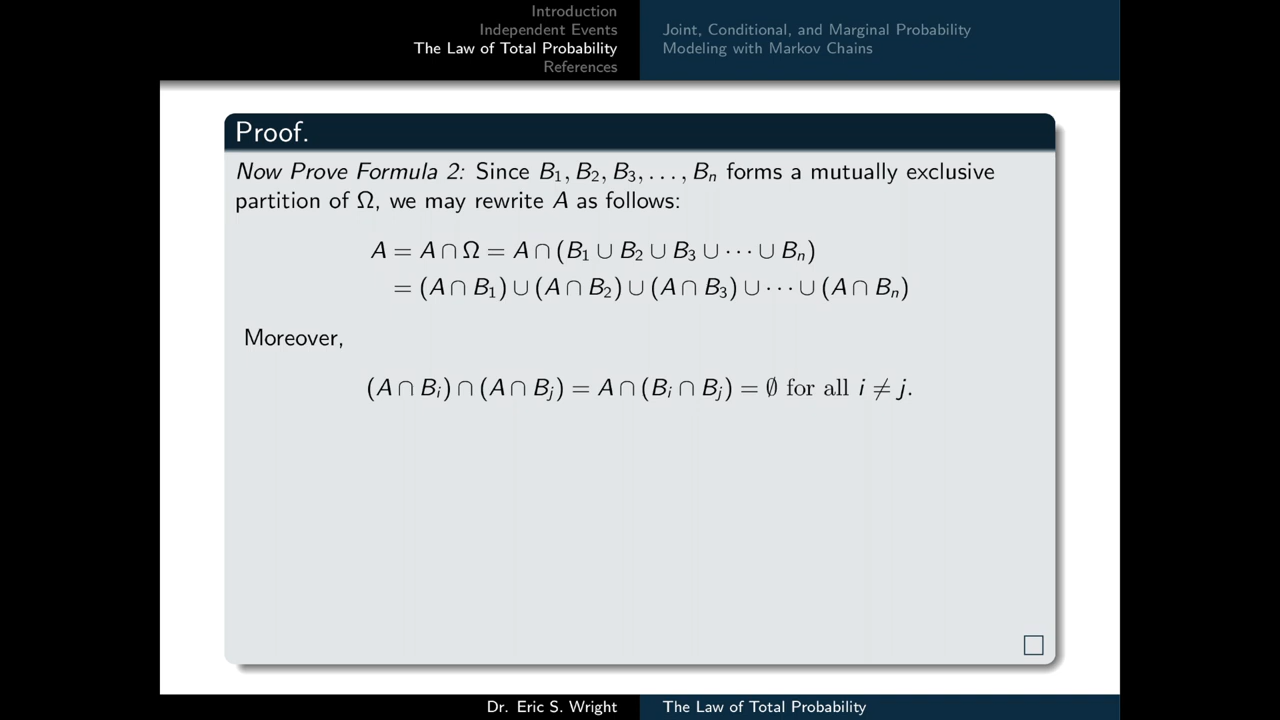 Introduction
Independent Events
The Law of Total Probability
References
Joint, Conditional, and Marginal Probability
Modeling with Markov Chains
Proof.
Now Prove Formula 2: Since B₁, B₂, B₃, . . . , Bₙ forms a mutually exclusive
partition of Ω, we may rewrite A as follows:
A = A ∩ Ω = A ∩ (B₁ ∪ B₂ ∪ B₃ ∪ ⋯ ∪ Bₙ)
= (A ∩ B₁) ∪ (A ∩ B₂) ∪ (A ∩ B₃) ∪ ⋯ ∪ (A ∩ Bₙ)
Moreover,
(A ∩ Bᵢ) ∩ (A ∩ Bⱼ) = A ∩ (Bᵢ ∩ Bⱼ) = ∅ for all i ≠ j.
Dr. Eric S. Wright
The Law of Total Probability